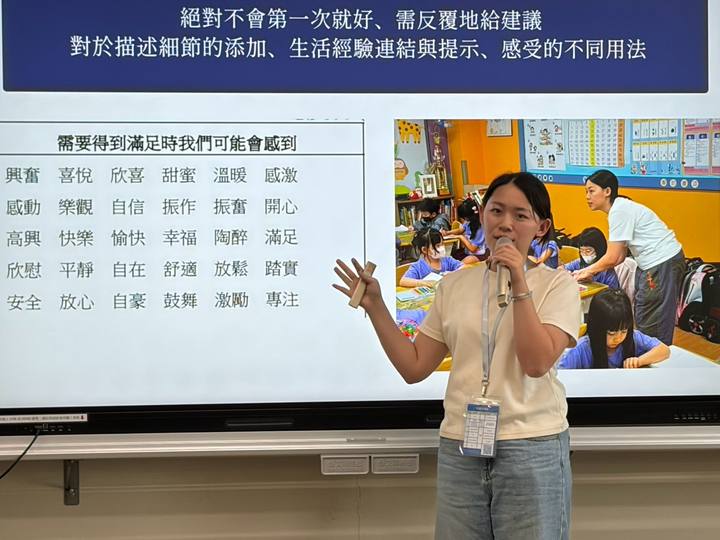 絕對不會第一次就好、需反覆地給建議
對於描述細節的添加、生活經驗連結與提示、感受的不同用法
需要得到滿足時我們可能會感到
興奮 喜悅 欣喜 甜蜜 溫暖 感激
感動 樂觀 自信 振作 振奮 開心
高興 快樂 愉快 幸福 陶醉 滿足
欣慰 平靜 自在 舒適 放鬆 踏實
安全 放心 自豪 鼓舞 激勵 專注